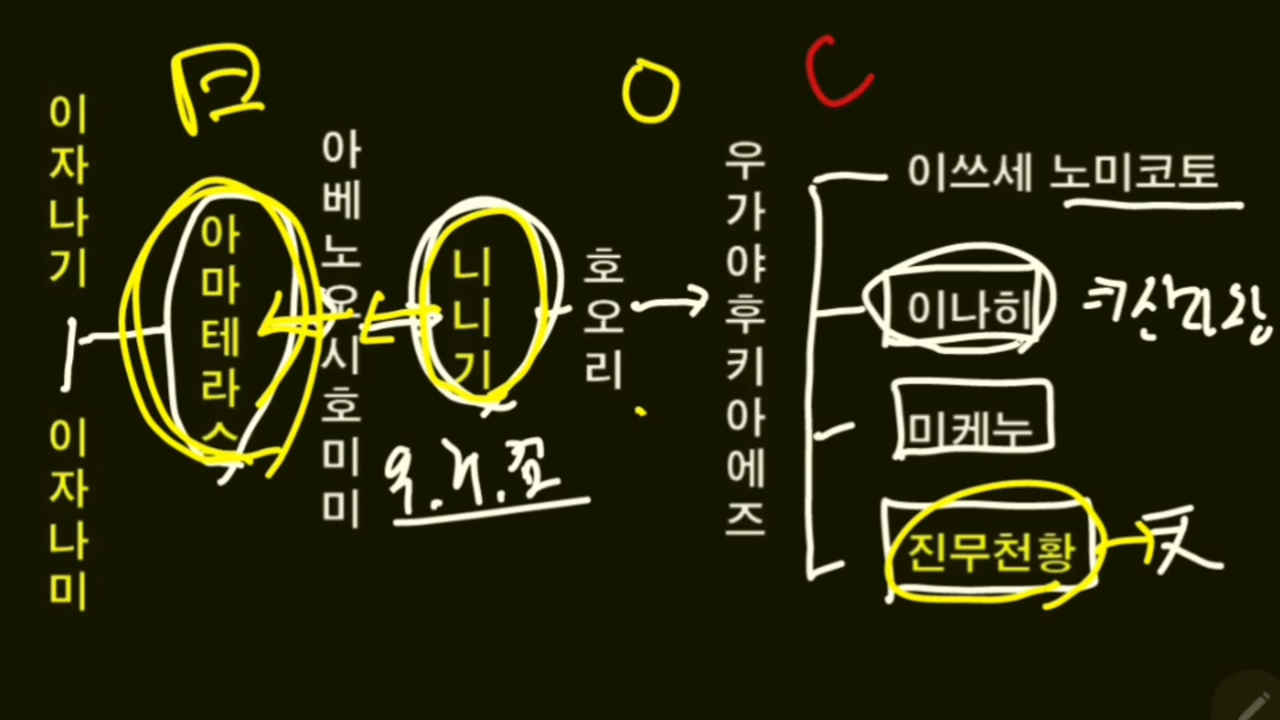 이자나기
이자나미
아마테라스
아베노오시호미미
니니기
호오리
우가야후키아에즈
이쓰세 노미코토
이나히
미케누
진무천황